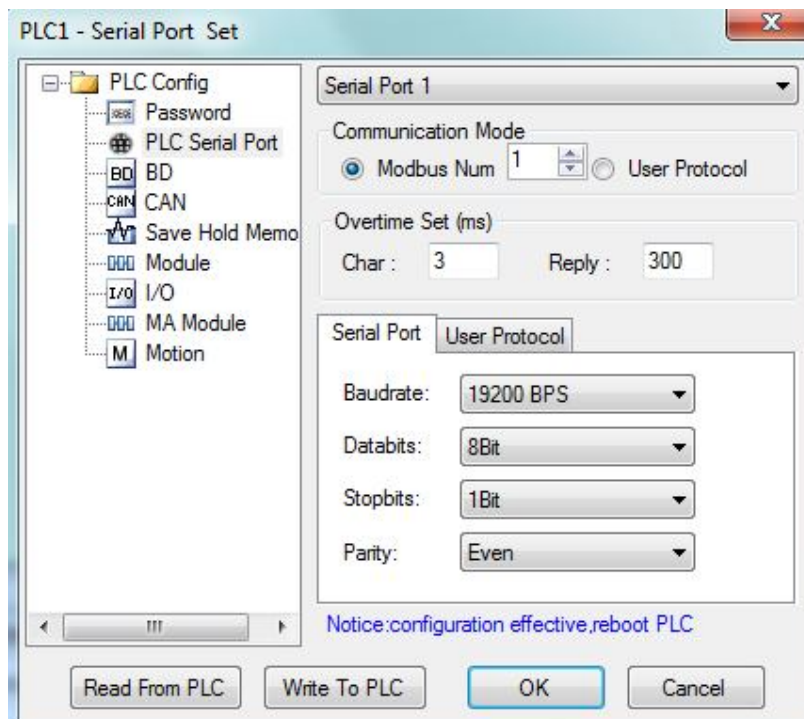 PLC1 - Serial Port Set
PLC Config
Password
PLC Serial Port
BD BD
CAN CAN
Save Hold Memo
Module
I/O I/O
MA Module
M Motion
Serial Port 1
Communication Mode
Modbus Num 1 User Protocol
Overtime Set (ms)
Char : 3 Reply : 300
Serial Port User Protocol
Baudrate: 19200 BPS
Databits: 8Bit
Stopbits: 1Bit
Parity: Even
Notice:configuration effective,reboot PLC
Read From PLC Write To PLC OK Cancel